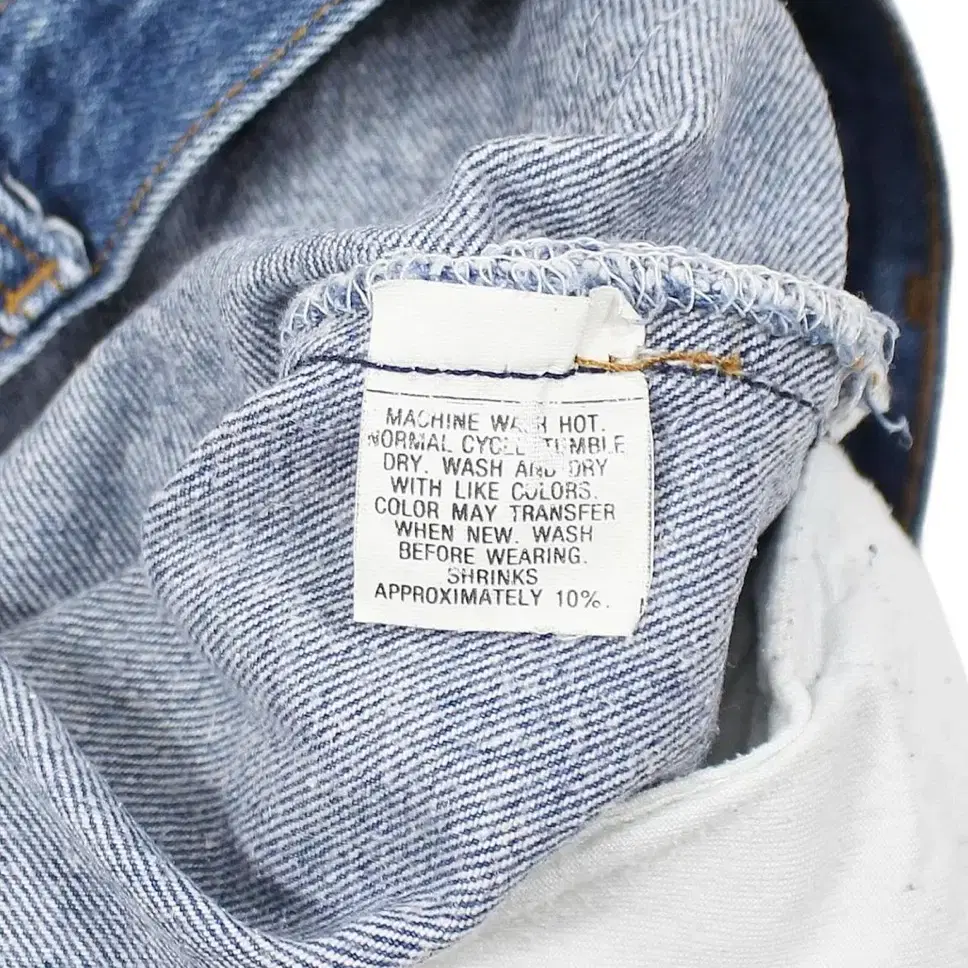 MACHINE WASH HOT.
NORMAL CYCLE TUMBLE
DRY. WASH AND DRY
WITH LIKE COLORS.
COLOR MAY TRANSFER
WHEN NEW. WASH
BEFORE WEARING.
SHRINKS
APPROXIMATELY 10%.